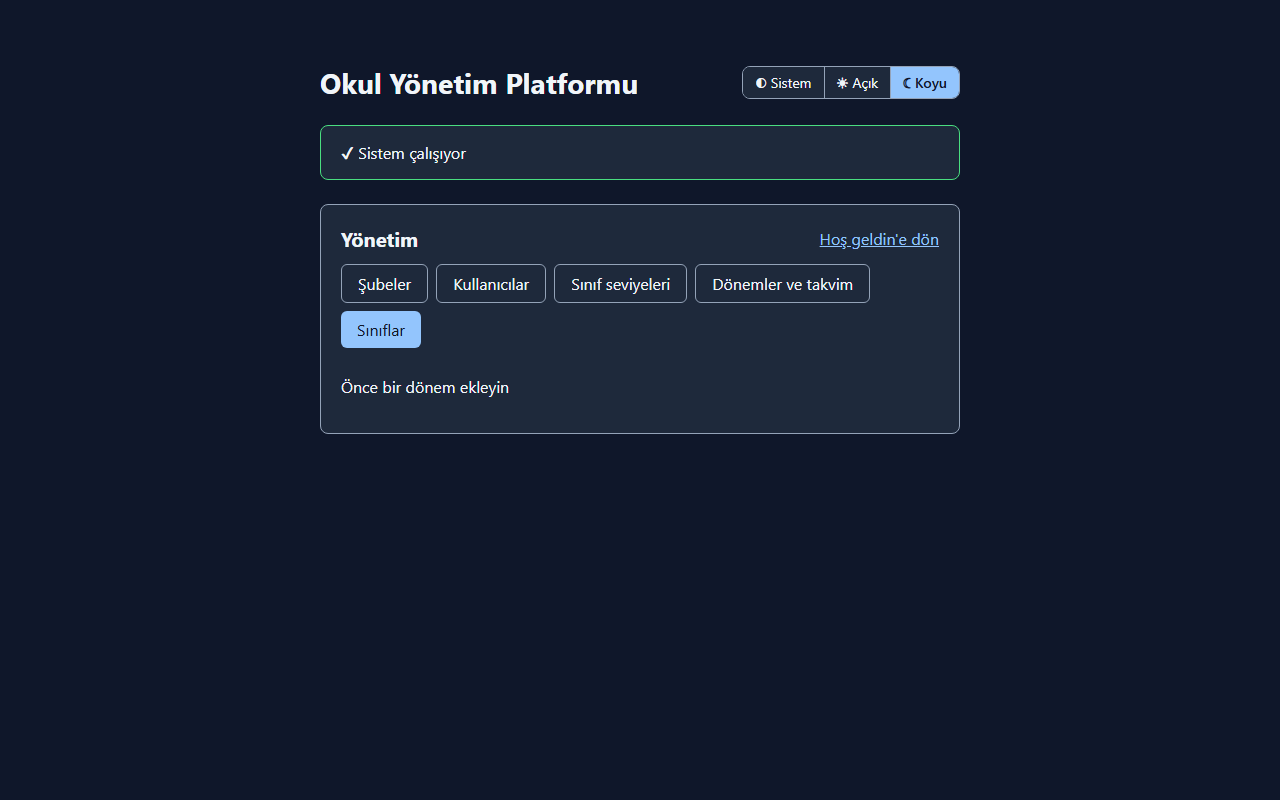 Okul Yönetim Platformu
◐ Sistem ☀ Açık ☾ Koyu
✓ Sistem çalışıyor
Yönetim Hoş geldin'e dön
Şubeler Kullanıcılar Sınıf seviyeleri Dönemler ve takvim
Sınıflar
Önce bir dönem ekleyin